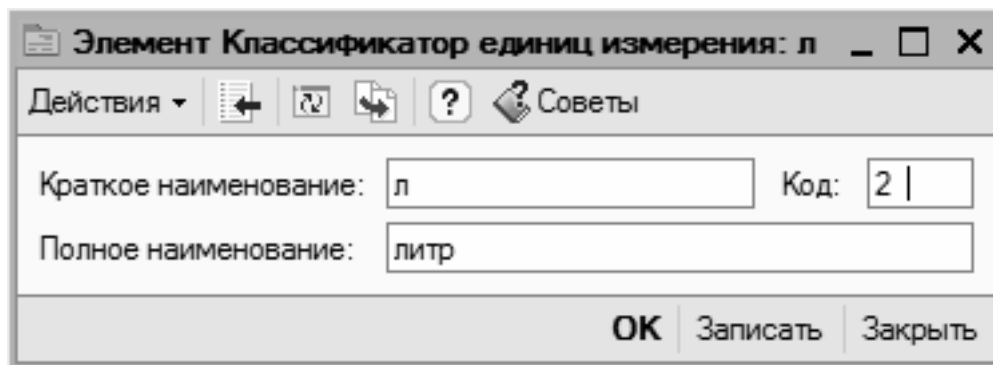 Элемент Классификатор единиц измерения: л
Действия ? Советы
Краткое наименование: л Код: 2
Полное наименование: литр
OK Записать Закрыть